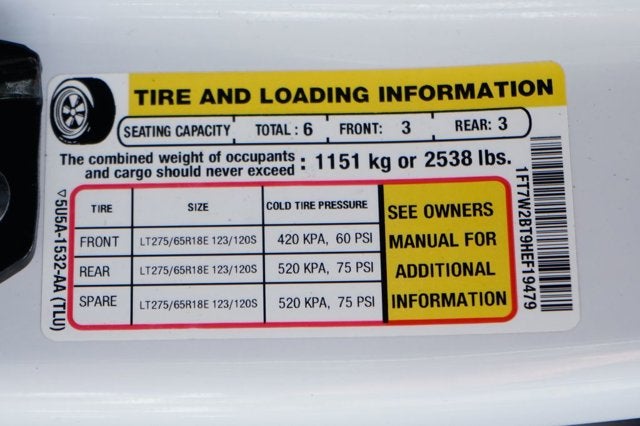 TIRE AND LOADING INFORMATION
SEATING CAPACITY TOTAL : 6 FRONT: 3 REAR: 3
The combined weight of occupants
and cargo should never exceed : 1151 kg or 2538 lbs.
TIRE SIZE COLD TIRE PRESSURE
FRONT LT275/65R18E 123/120S 420 KPA, 60 PSI
REAR LT275/65R18E 123/120S 520 KPA, 75 PSI
SPARE LT275/65R18E 123/120S 520 KPA, 75 PSI
SEE OWNERS
MANUAL FOR
ADDITIONAL
INFORMATION
5U5A-1532-AA (TLU)
1FT7W2BT9HEF19479